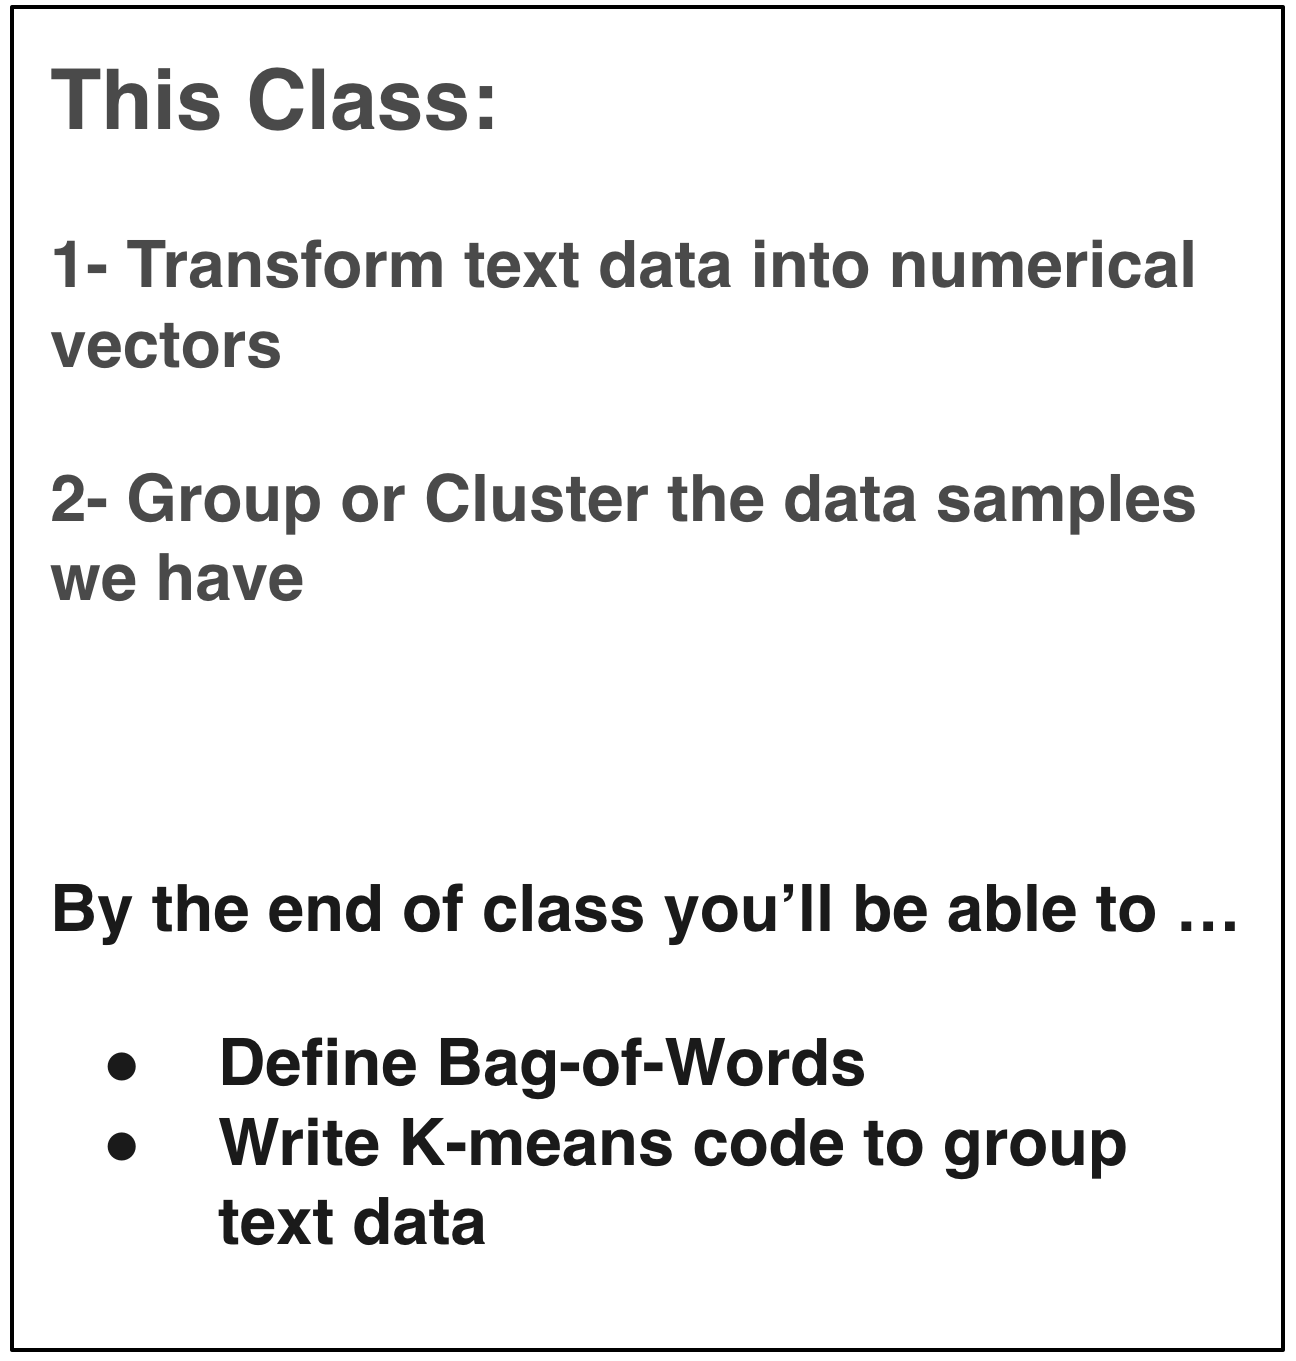 This Class:
1- Transform text data into numerical
vectors
2- Group or Cluster the data samples
we have
By the end of class you’ll be able to …
● Define Bag-of-Words
● Write K-means code to group
text data